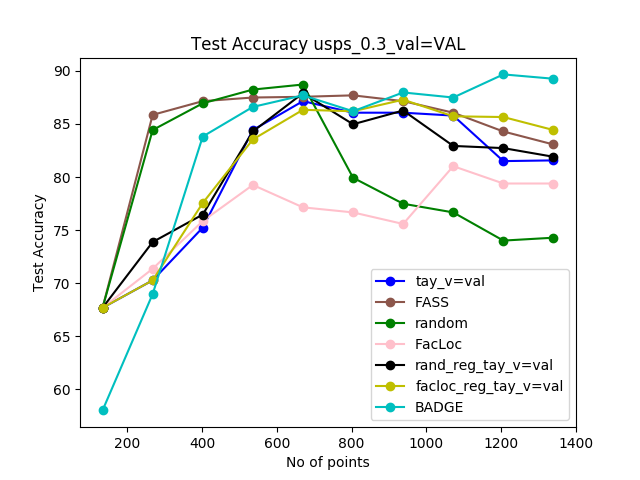 Test Accuracy usps_0.3_val=VAL
90
85
80
75
70
65
60
Test Accuracy
200
400
600
800
1000
1200
1400
No of points
tay_v=val
FASS
random
FacLoc
rand_reg_tay_v=val
facloc_reg_tay_v=val
BADGE